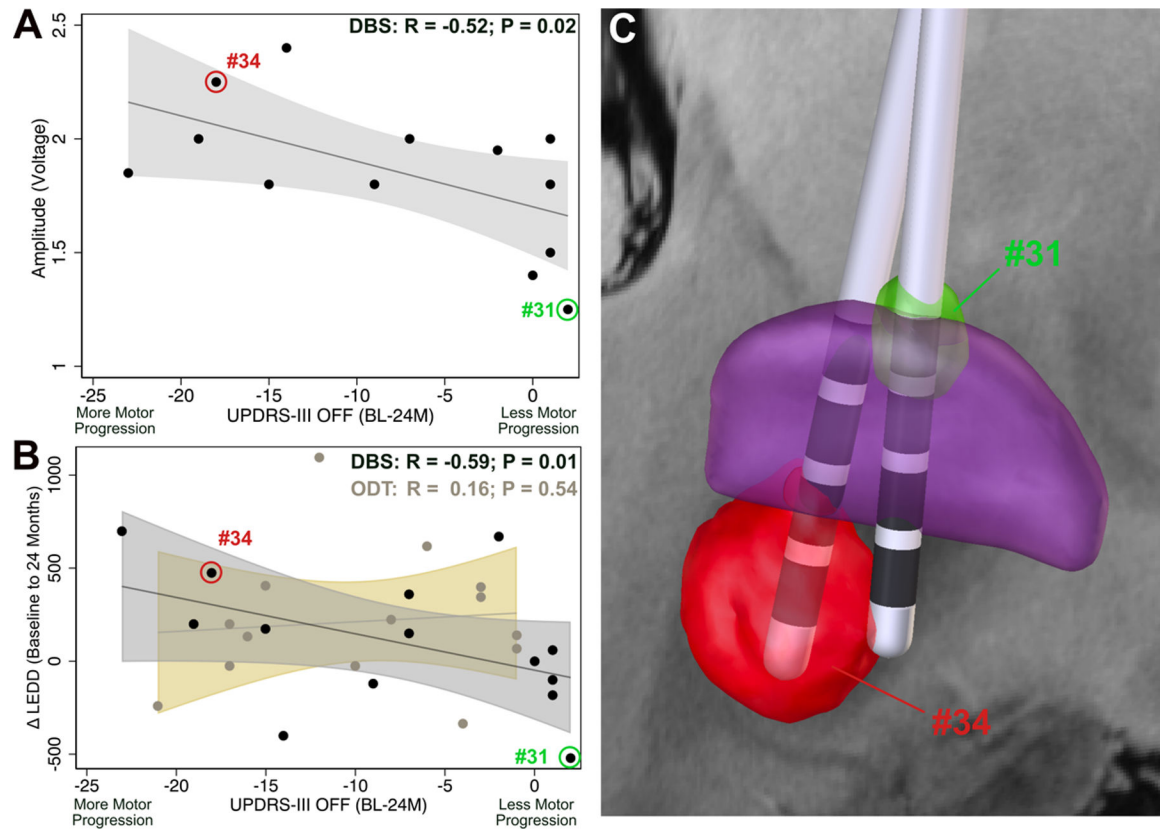 A
DBS: R = -0.52; P = 0.02
#34
#31
Amplitude (Voltage)
2.5
2
1.5
1
-25
-20
-15
-10
-5
0
More Motor
Progression
UPDRS-III OFF (BL-24M)
Less Motor
Progression
B
DBS: R = -0.59; P = 0.01
ODT: R = 0.16; P = 0.54
#34
#31
Δ LEDD (Baseline to 24 Months)
1000
500
0
-500
-25
-20
-15
-10
-5
0
More Motor
Progression
UPDRS-III OFF (BL-24M)
Less Motor
Progression
C
#31
#34